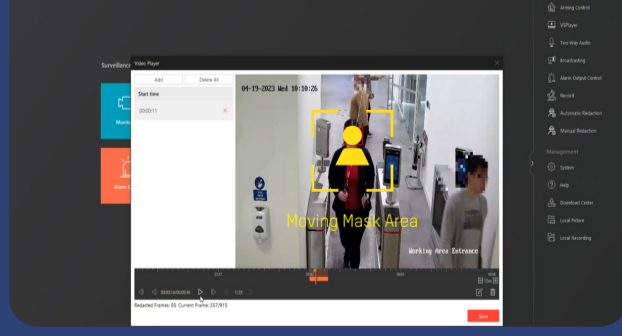 Arming Control
VSPlayer
Two-Way Audio
Broadcasting
Alarm Output Control
Record
Automatic Redaction
Manual Redaction
Management
System
Help
Download Center
Local Picture
Local Recording
Surveillance
Video Player
Add
Delete All
Start time
00:00:11
04-19-2023 Wed 10:10:26
Moving Mask Area
Working Area Entrance
Redacted Frames: 85 Current Frame: 357/915
Save